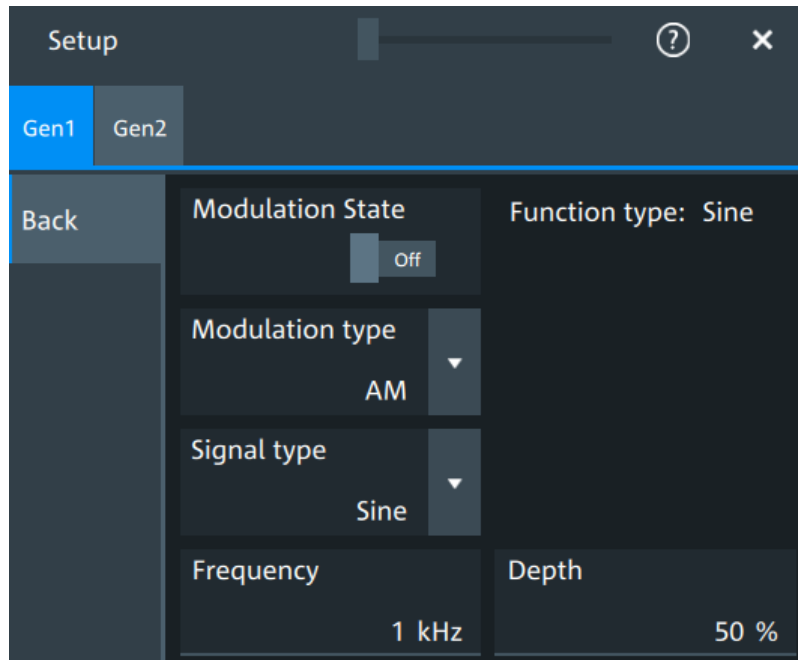 Setup
?
Gen1 Gen2
Back
Modulation State
Off
Function type: Sine
Modulation type
AM
Signal type
Sine
Frequency
1 kHz
Depth
50 %